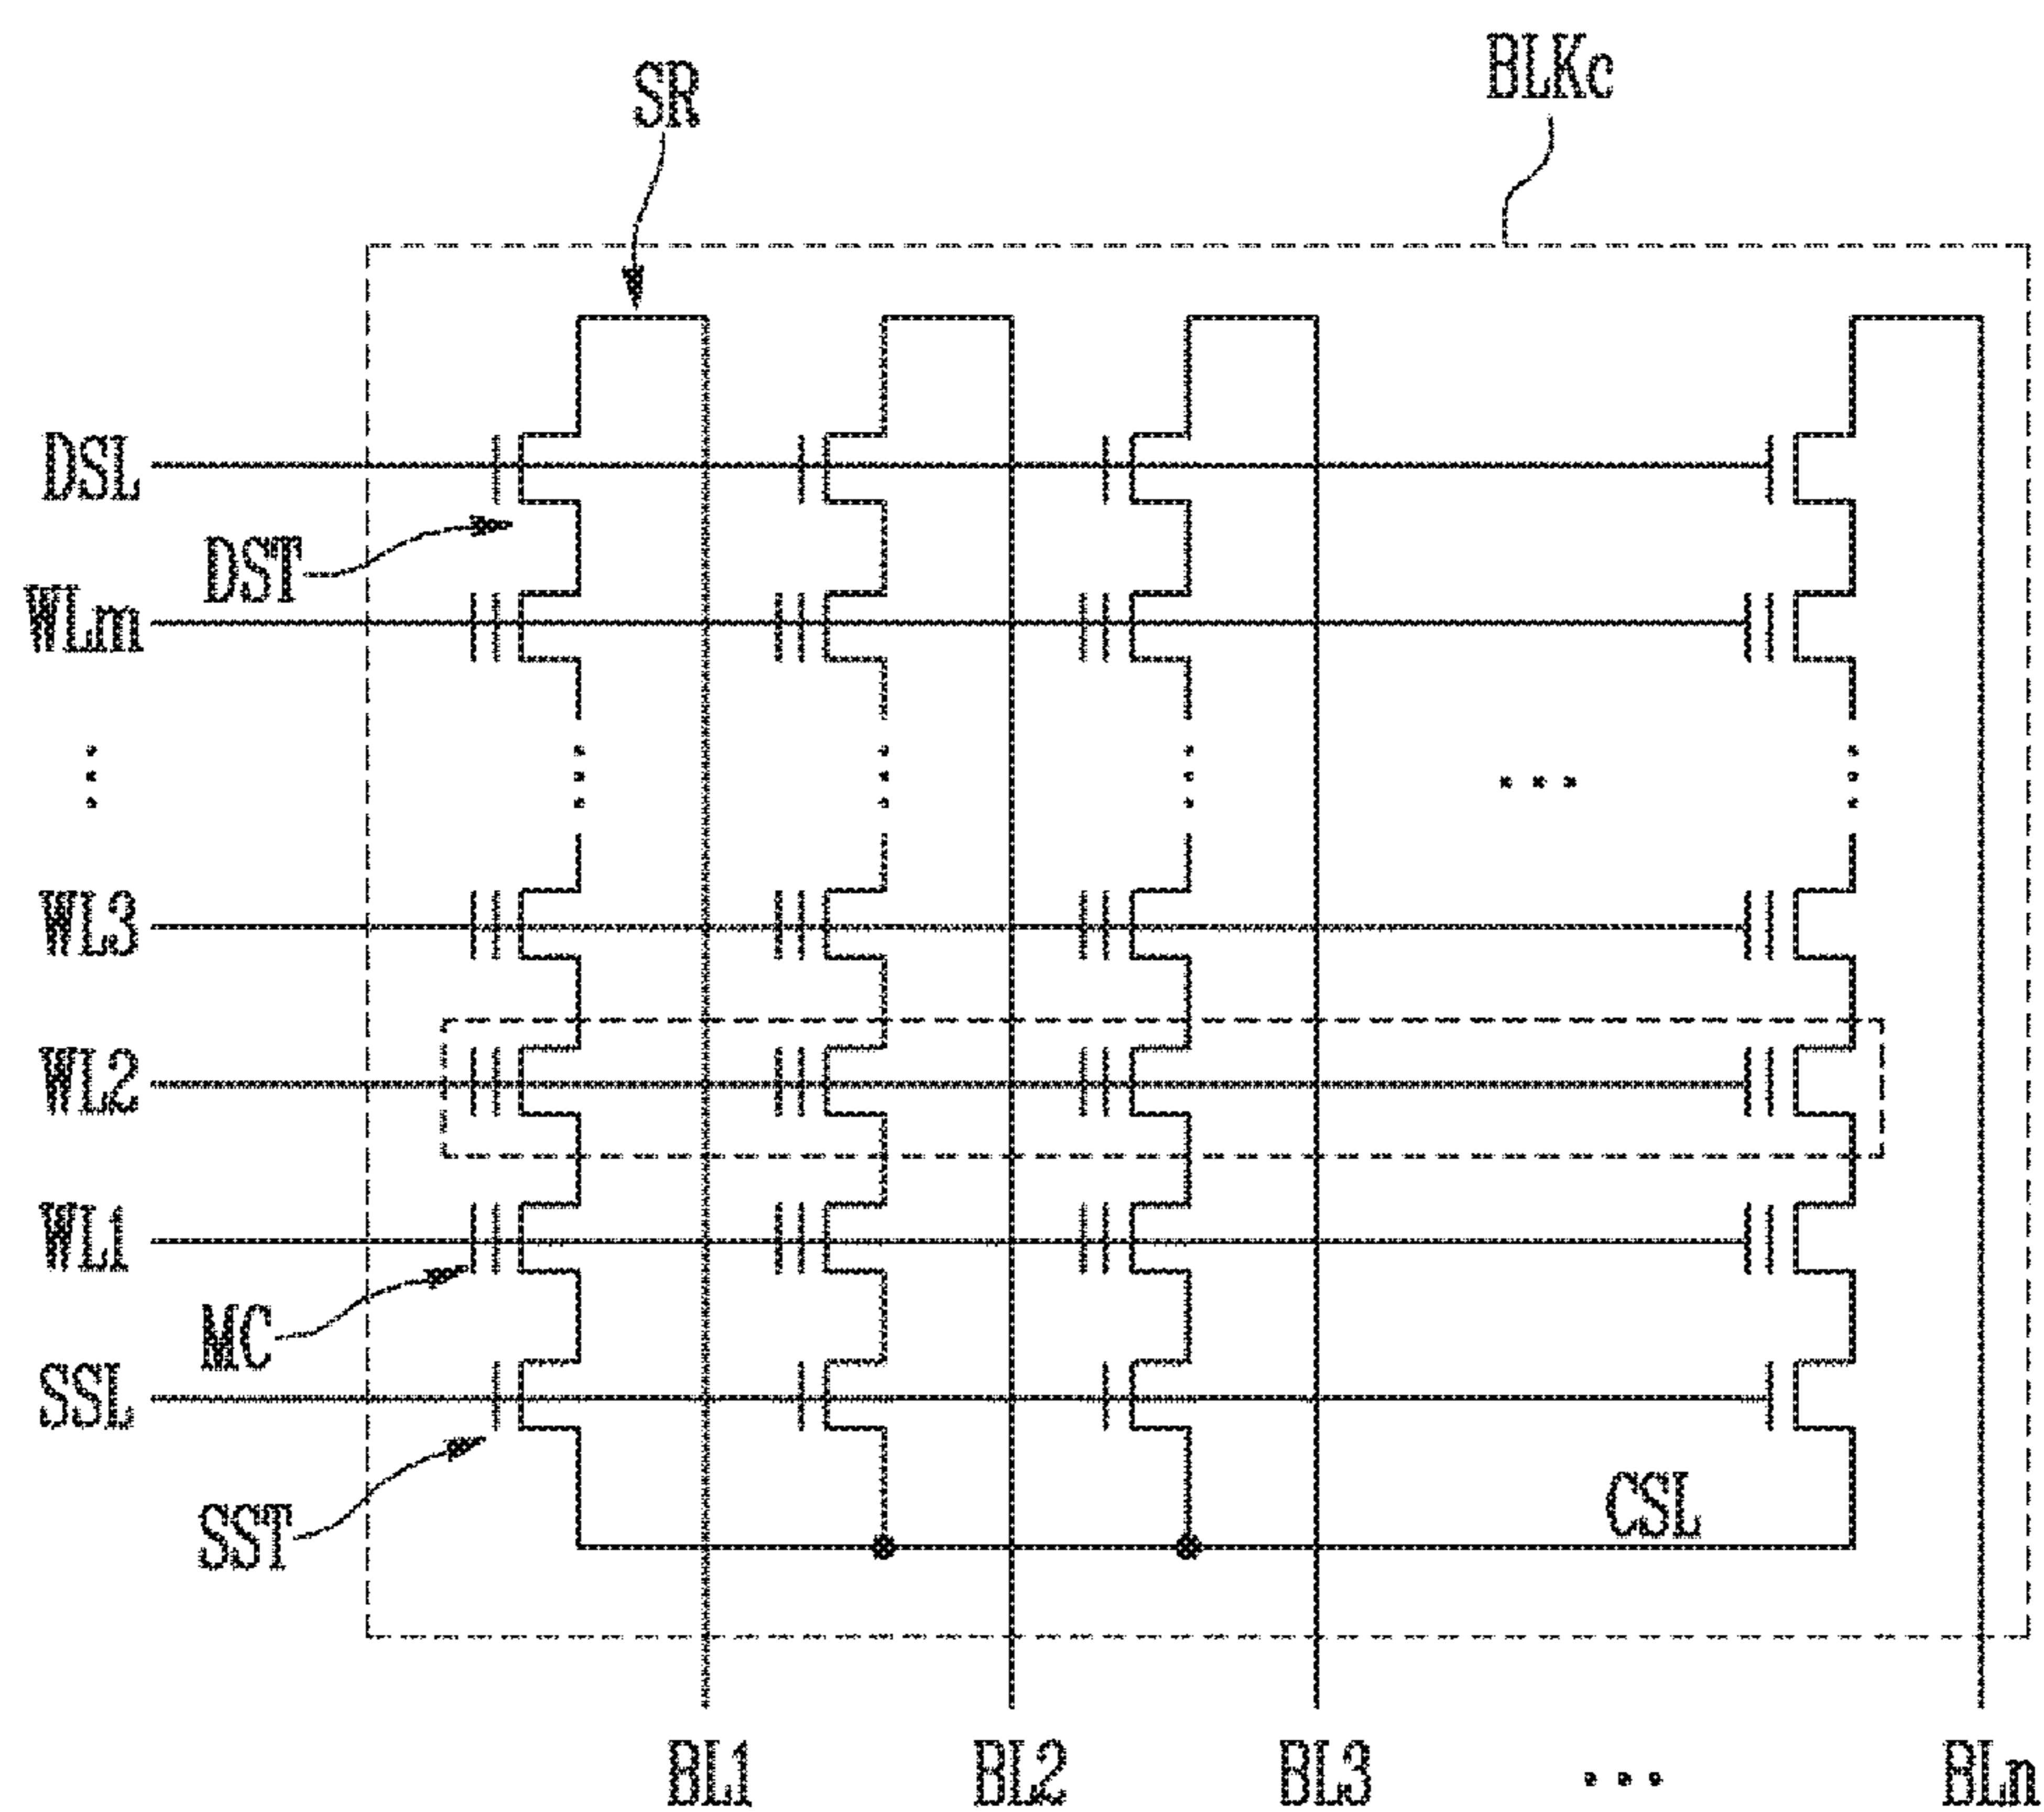 SR
BLKc
DSL
DST
WLm
⋮
...
WL3
WL2
WL1
MC
SSL
SST
CSL
BL1 BL2 BL3 ... BLn